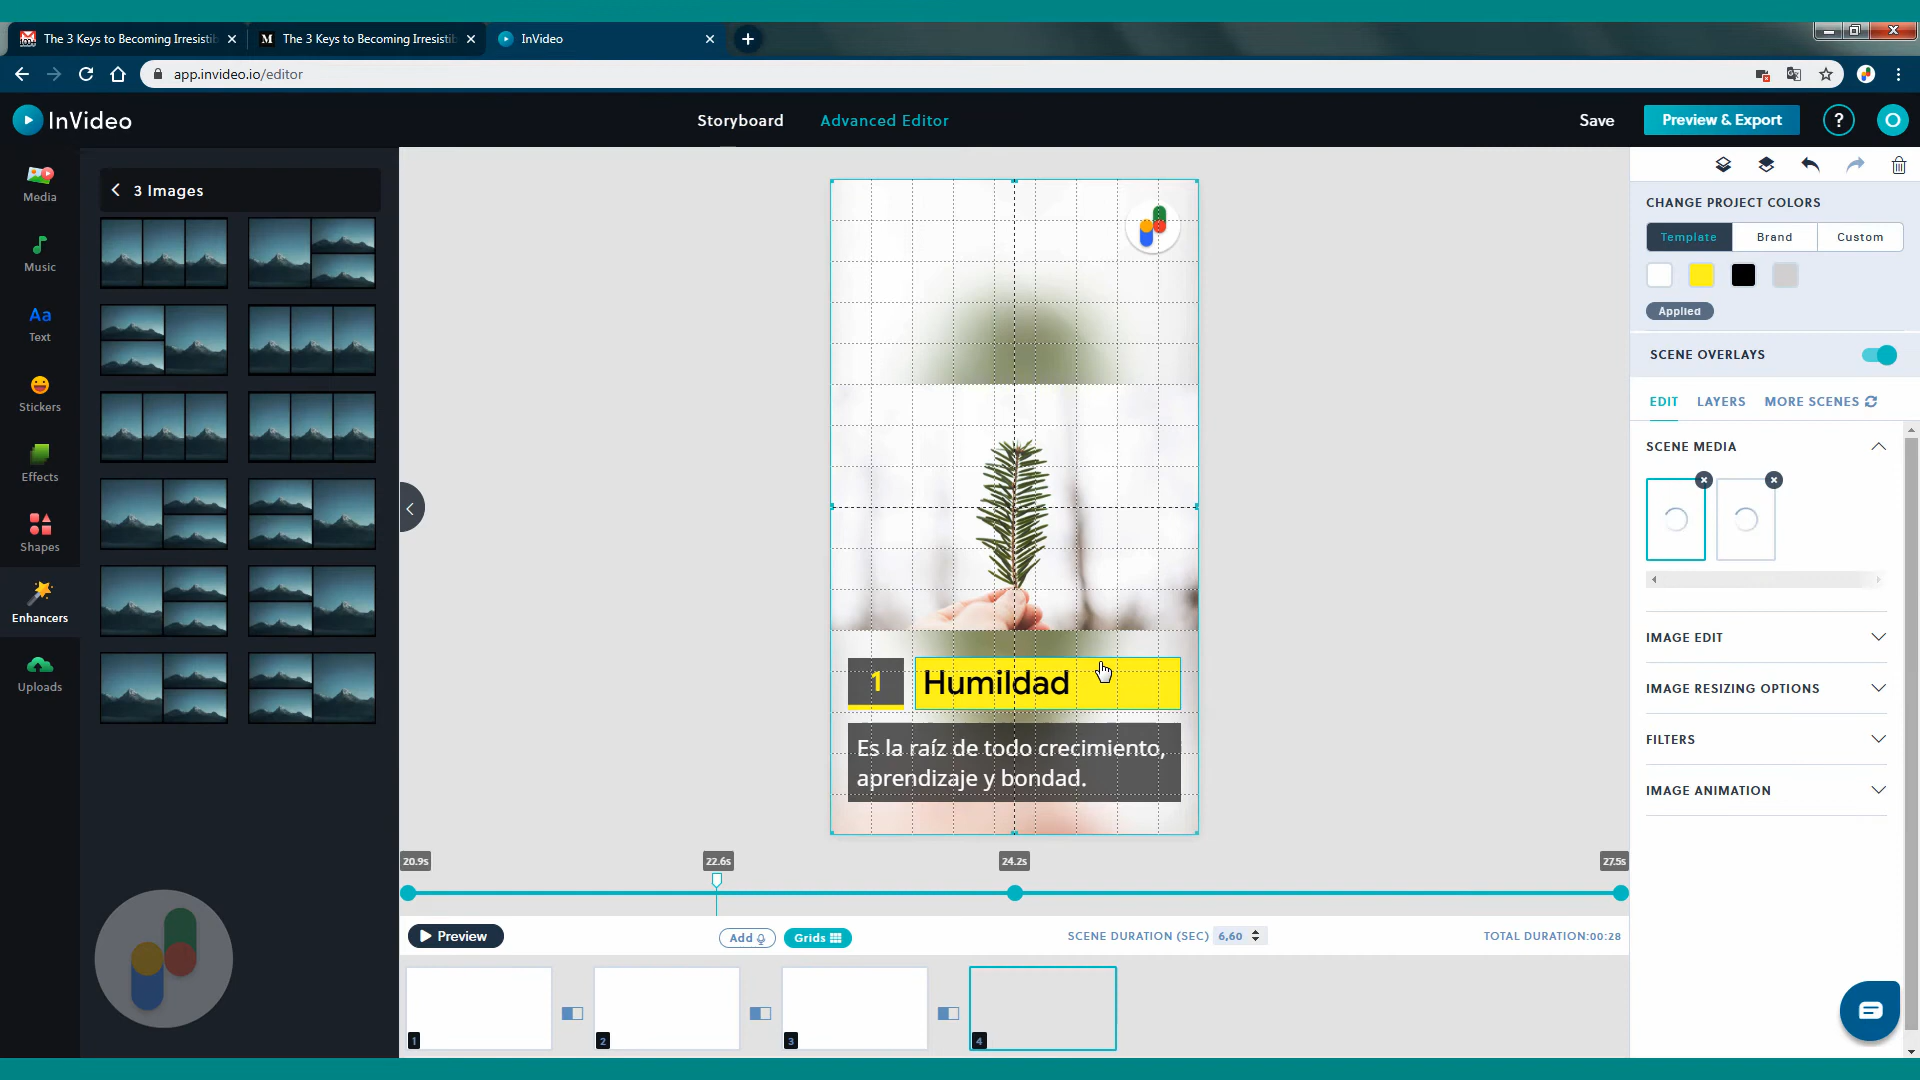 The 3 Keys to Becoming Irresistib
The 3 Keys to Becoming Irresistib
InVideo
app.invideo.io/editor
InVideo
Storyboard
Advanced Editor
Save
Preview & Export
?
O
Media
Music
Aa
Text
Stickers
Effects
Shapes
Enhancers
Uploads
3 Images
1
Humildad
Es la raíz de todo crecimiento,
aprendizaje y bondad.
CHANGE PROJECT COLORS
Template
Brand
Custom
Applied
SCENE OVERLAYS
EDIT
LAYERS
MORE SCENES
SCENE MEDIA
IMAGE EDIT
IMAGE RESIZING OPTIONS
FILTERS
IMAGE ANIMATION
20.9s
22.6s
24.2s
27.5s
Preview
Add
Grids
SCENE DURATION (SEC)
6,60
TOTAL DURATION:00:28
1
2
3
4